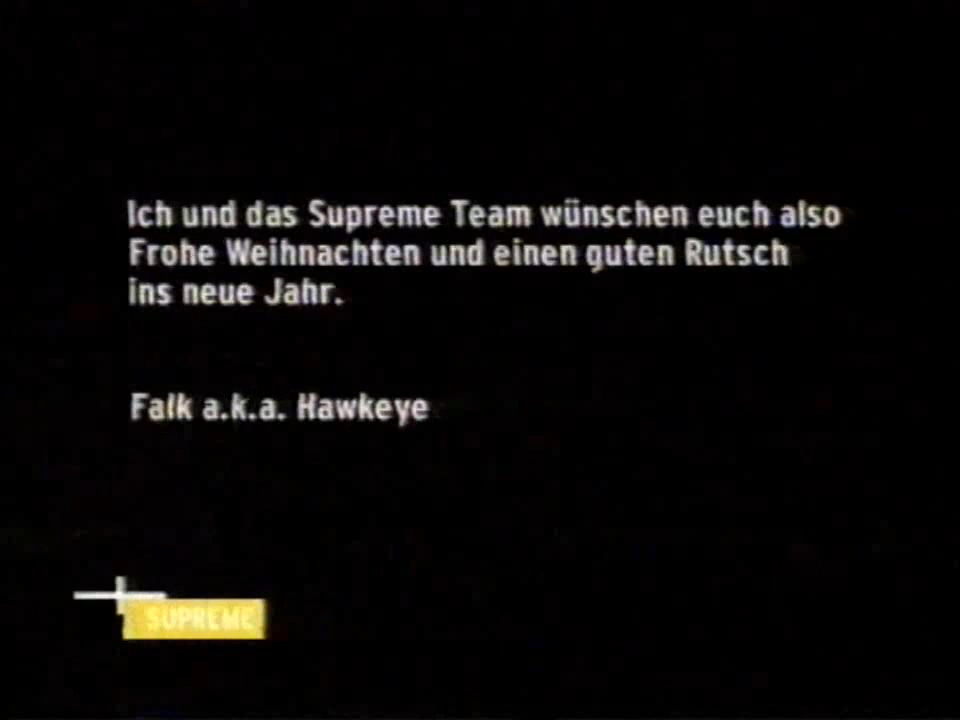 Ich und das Supreme Team wünschen euch also
Frohe Weihnachten und einen guten Rutsch
ins neue Jahr.
Falk a.k.a. Hawkeye
SUPREME